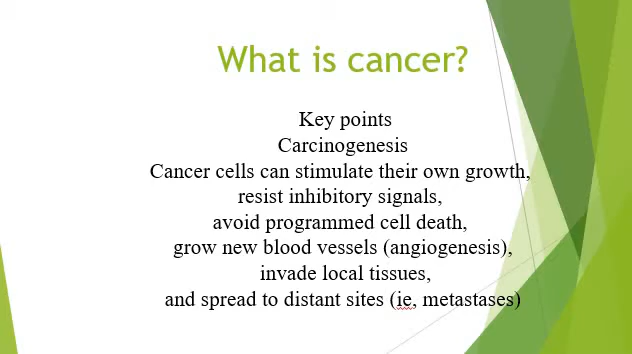 What is cancer?
Key points
Carcinogenesis
Cancer cells can stimulate their own growth,
resist inhibitory signals,
avoid programmed cell death,
grow new blood vessels (angiogenesis),
invade local tissues,
and spread to distant sites (ie, metastases)